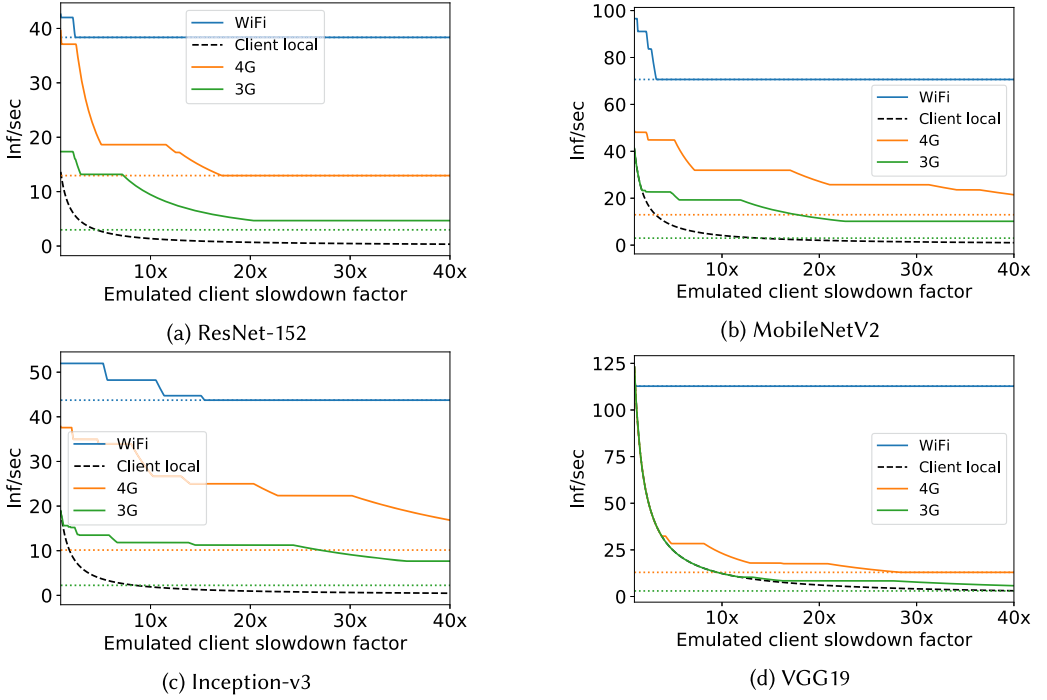 40
30
20
10
0
Inf/sec
WiFi
Client local
4G
3G
10x
20x
30x
40x
Emulated client slowdown factor
(a) ResNet-152
100
80
60
40
20
0
Inf/sec
WiFi
Client local
4G
3G
10x
20x
30x
40x
Emulated client slowdown factor
(b) MobileNetV2
50
40
30
20
10
0
Inf/sec
WiFi
Client local
4G
3G
10x
20x
30x
40x
Emulated client slowdown factor
(c) Inception-v3
125
100
75
50
25
0
Inf/sec
WiFi
Client local
4G
3G
10x
20x
30x
40x
Emulated client slowdown factor
(d) VGG19